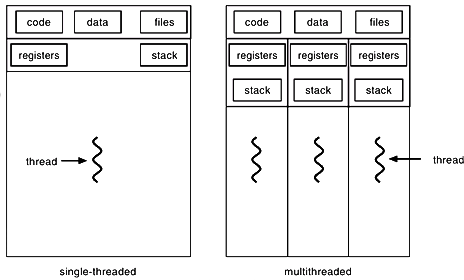 code data files
registers stack
thread
single-threaded
code data files
registers registers registers
stack stack stack
thread
multithreaded